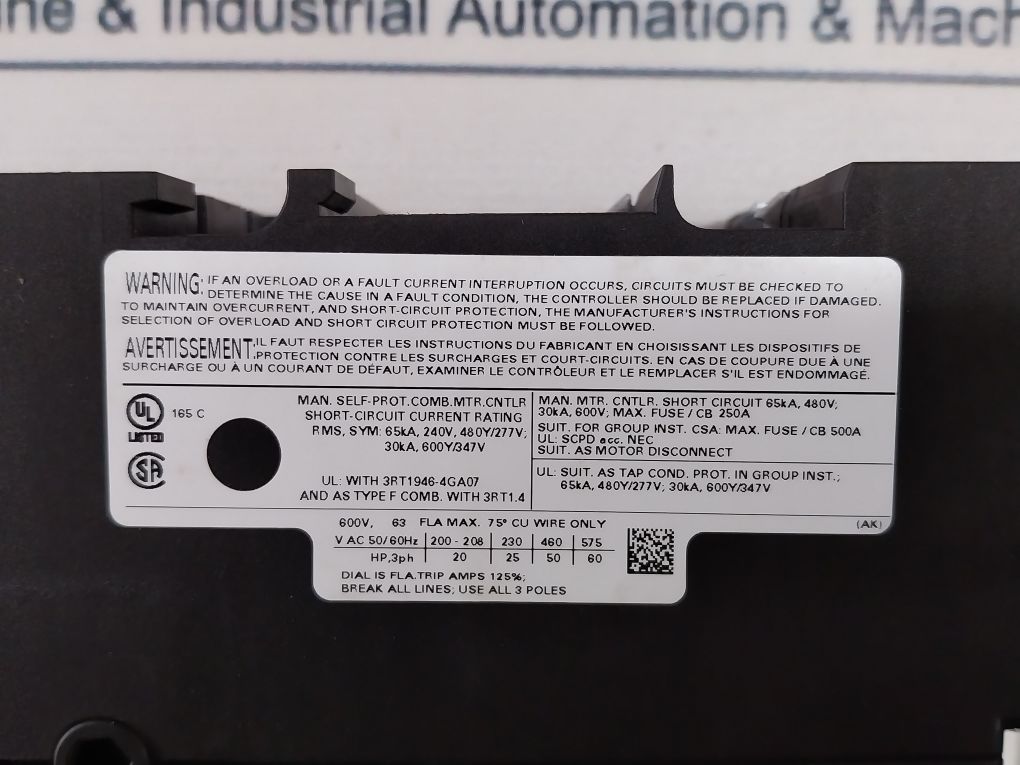 ine & Industrial Automation & Mach
WARNING: IF AN OVERLOAD OR A FAULT CURRENT INTERRUPTION OCCURS, CIRCUITS MUST BE CHECKED TO
DETERMINE THE CAUSE IN A FAULT CONDITION, THE CONTROLLER SHOULD BE REPLACED IF DAMAGED.
TO MAINTAIN OVERCURRENT, AND SHORT-CIRCUIT PROTECTION, THE MANUFACTURER'S INSTRUCTIONS FOR
SELECTION OF OVERLOAD AND SHORT CIRCUIT PROTECTION MUST BE FOLLOWED.
AVERTISSEMENT: IL FAUT RESPECTER LES INSTRUCTIONS DU FABRICANT EN CHOISISSANT LES DISPOSITIFS DE
PROTECTION CONTRE LES SURCHARGES ET COURT-CIRCUITS. EN CAS DE COUPURE DUE À UNE
SURCHARGE OU À UN COURANT DE DÉFAUT, EXAMINER LE CONTRÔLEUR ET LE REMPLACER S'IL EST ENDOMMAGÉ.
UL
LISTED
165 C
SA
MAN. SELF-PROT.COMB.MTR.CNTLR
SHORT-CIRCUIT CURRENT RATING
RMS, SYM: 65kA, 240V, 480Y/277V;
30kA, 600Y/347V
UL: WITH 3RT1946-4GA07
AND AS TYPE F COMB. WITH 3RT1.4
MAN. MTR. CNTLR. SHORT CIRCUIT 65kA, 480V;
30kA, 600V; MAX. FUSE / CB 250A
SUIT. FOR GROUP INST. CSA: MAX. FUSE / CB 500A
UL: SCPD acc. NEC
SUIT. AS MOTOR DISCONNECT
UL: SUIT. AS TAP COND. PROT. IN GROUP INST.;
65kA, 480Y/277V; 30kA, 600Y/347V
(AK)
600V, 63 FLA MAX. 75° CU WIRE ONLY
V AC 50/60Hz 200 - 208 230 460 575
HP,3ph 20 25 50 60
DIAL IS FLA.TRIP AMPS 125%;
BREAK ALL LINES; USE ALL 3 POLES